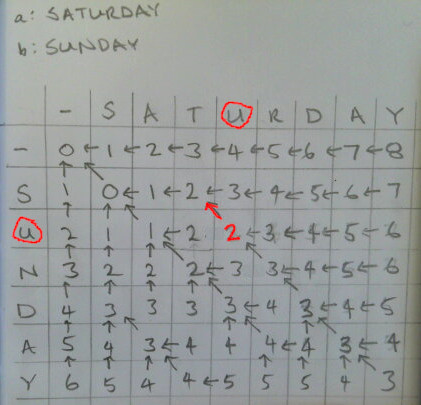 a: SATURDAY
b: SUNDAY
- S A T U R D A Y
- 0 ← 1 ← 2 ← 3 ← 4 ← 5 ← 6 ← 7 ← 8
S 1 0 ← 1 ← 2 ← 3 ← 4 ← 5 ← 6 ← 7
U 2 1 1 ← 2 2 ← 3 ← 4 ← 5 ← 6
N 3 2 2 2 ← 3 3 ← 4 ← 5 ← 6
D 4 3 3 3 3 ← 4 3 ← 4 ← 5
A 5 4 3 ← 4 4 4 ← 4 3 ← 4
Y 6 5 4 4 ← 5 5 5 4 3